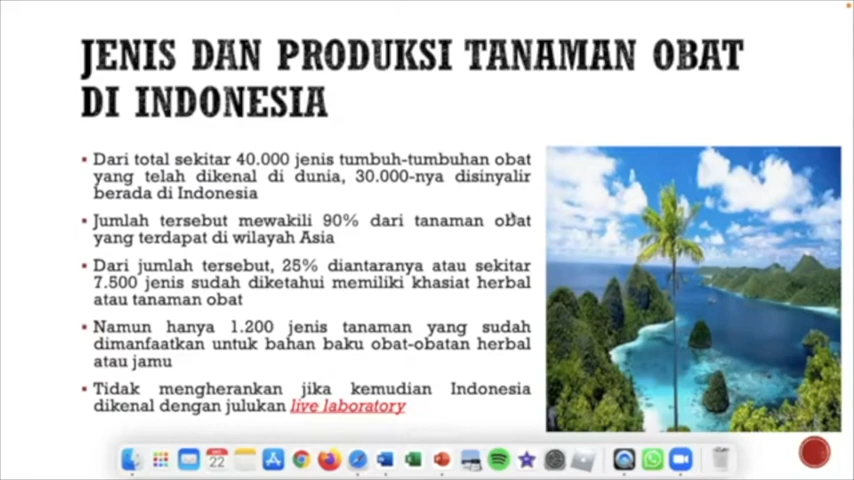 JENIS DAN PRODUKSI TANAMAN OBAT
DI INDONESIA
Dari total sekitar 40.000 jenis tumbuh-tumbuhan obat
yang telah dikenal di dunia, 30.000-nya disinyalir
berada di Indonesia
Jumlah tersebut mewakili 90% dari tanaman obat
yang terdapat di wilayah Asia
Dari jumlah tersebut, 25% diantaranya atau sekitar
7.500 jenis sudah diketahui memiliki khasiat herbal
atau tanaman obat
Namun hanya 1.200 jenis tanaman yang sudah
dimanfaatkan untuk bahan baku obat-obatan herbal
atau jamu
Tidak mengherankan jika kemudian Indonesia
dikenal dengan julukan live laboratory
22